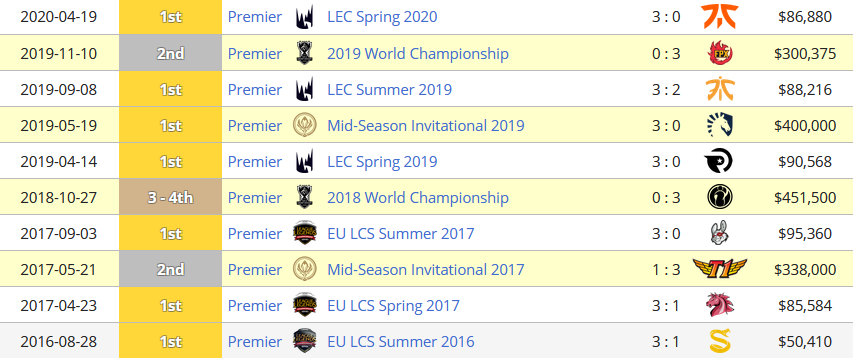 2020-04-19 1st Premier LEC Spring 2020 3 : 0 $86,880
2019-11-10 2nd Premier 2019 World Championship 0 : 3 FPX $300,375
2019-09-08 1st Premier LEC Summer 2019 3 : 2 $88,216
2019-05-19 1st Premier Mid-Season Invitational 2019 3 : 0 $400,000
2019-04-14 1st Premier LEC Spring 2019 3 : 0 $90,568
2018-10-27 3 - 4th Premier 2018 World Championship 0 : 3 $451,500
2017-09-03 1st Premier EU LCS Summer 2017 3 : 0 $95,360
2017-05-21 2nd Premier Mid-Season Invitational 2017 1 : 3 T1 $338,000
2017-04-23 1st Premier EU LCS Spring 2017 3 : 1 $85,584
2016-08-28 1st Premier EU LCS Summer 2016 3 : 1 $50,410